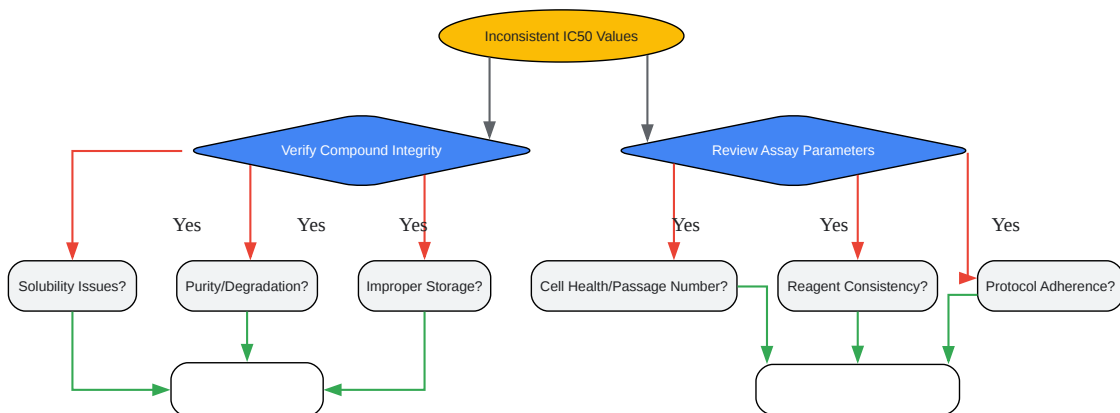 Inconsistent IC50 Values
Verify Compound Integrity
Review Assay Parameters
Yes
Yes
Yes
Yes
Yes
Yes
Solubility Issues?
Purity/Degradation?
Improper Storage?
Cell Health/Passage Number?
Reagent Consistency?
Protocol Adherence?